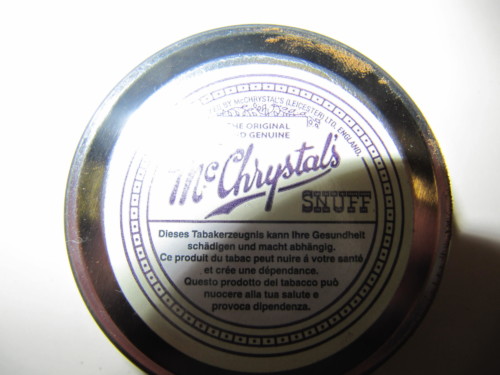 BY McCHRYSTAL'S (LEICESTER) LTD. ENGLAND.
THE ORIGINAL
GENUINE
McChrystal's
SNUFF
Dieses Tabakerzeugnis kann Ihre Gesundheit
schädigen und macht abhängig.
Ce produit du tabac peut nuire á votre santé
et crée une dépendance.
Questo prodotto del tabacco può
nuocere alla tua salute e
provoca dipendenza.